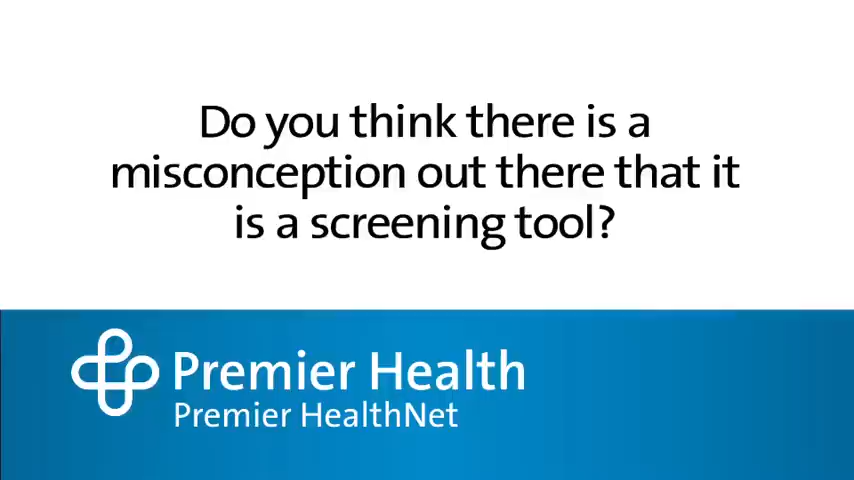 Do you think there is a
misconception out there that it
is a screening tool?
Premier Health
Premier HealthNet